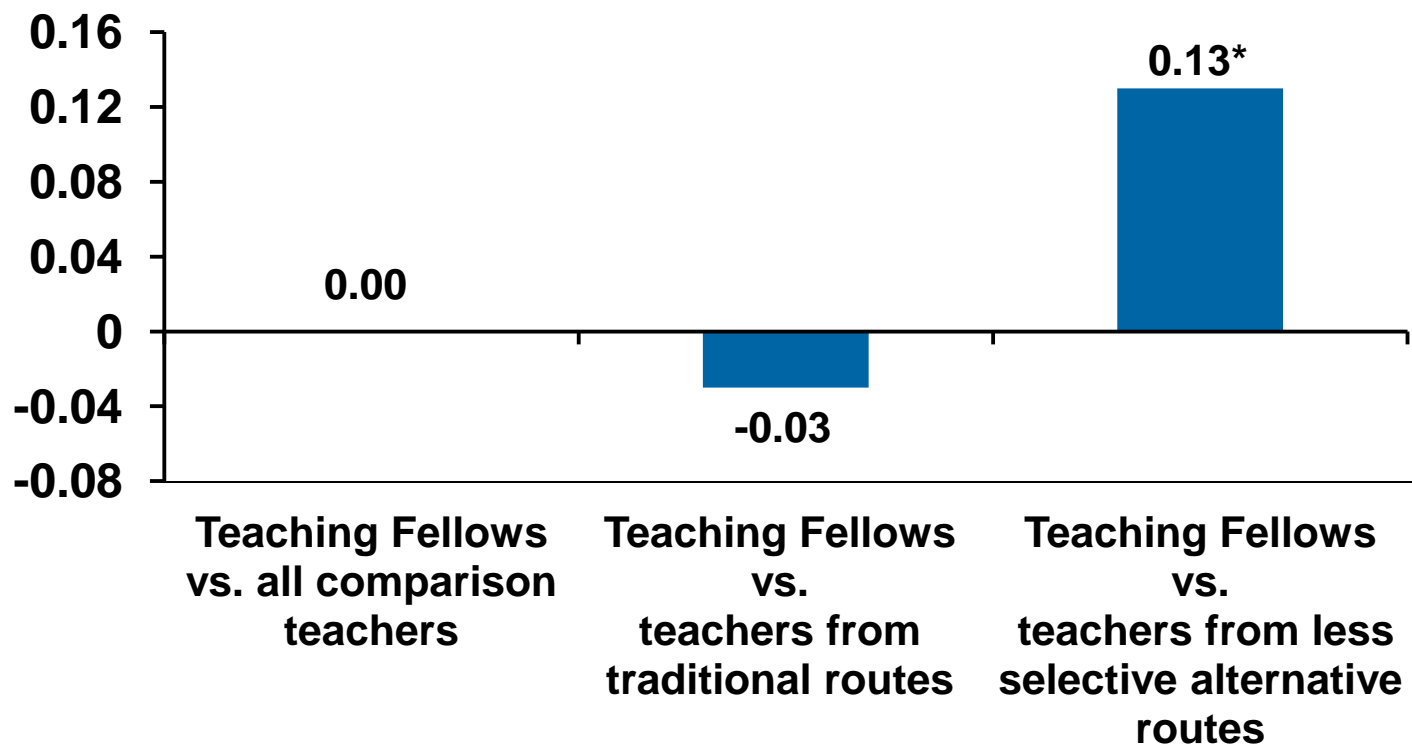 0.16
0.12
0.08
0.04
0
-0.04
-0.08
0.00
-0.03
0.13*
Teaching Fellows
vs. all comparison
teachers
Teaching Fellows
vs.
teachers from
traditional routes
Teaching Fellows
vs.
teachers from less
selective alternative
routes